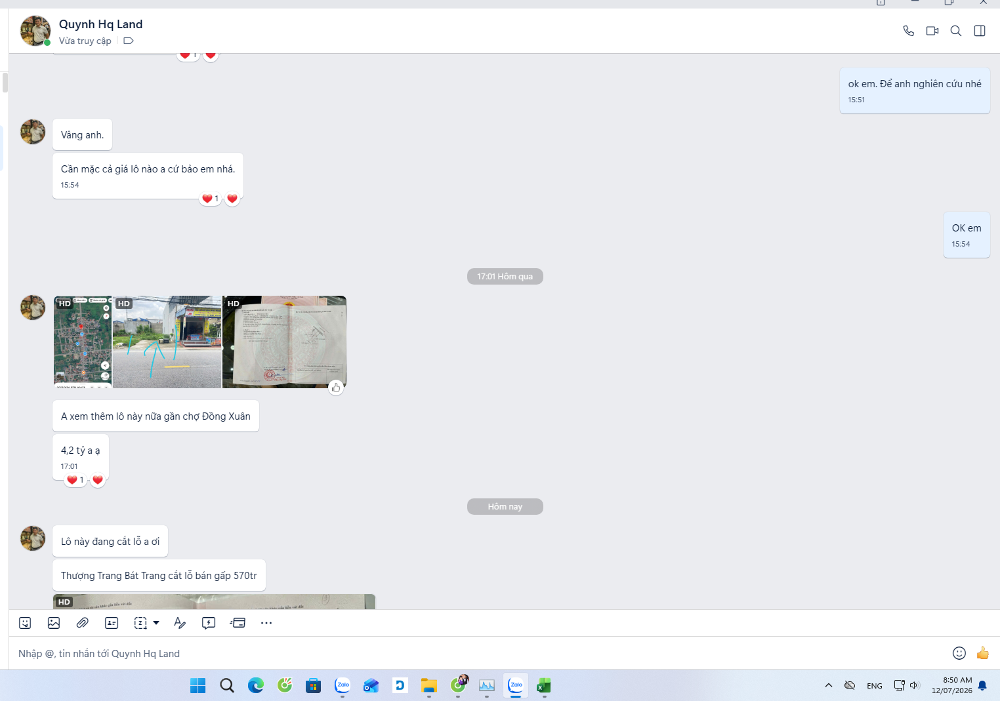 Quynh Hq Land
Vừa truy cập
1
ok em. Để anh nghiên cứu nhé
15:51
Vâng anh.
Cần mặc cả giá lô nào a cứ bảo em nhá.
15:54
1
OK em
15:54
17:01 Hôm qua
HD
HD
HD
A xem thêm lô này nữa gần chợ Đồng Xuân
4,2 tỷ a ạ
17:01
1
Hôm nay
Lô này đang cắt lỗ a ơi
Thượng Trang Bát Trang cắt lỗ bán gấp 570tr
HD
Nhập @, tin nhắn tới Quynh Hq Land
Zalo
Zalo
ENG
8:50 AM
12/07/2026